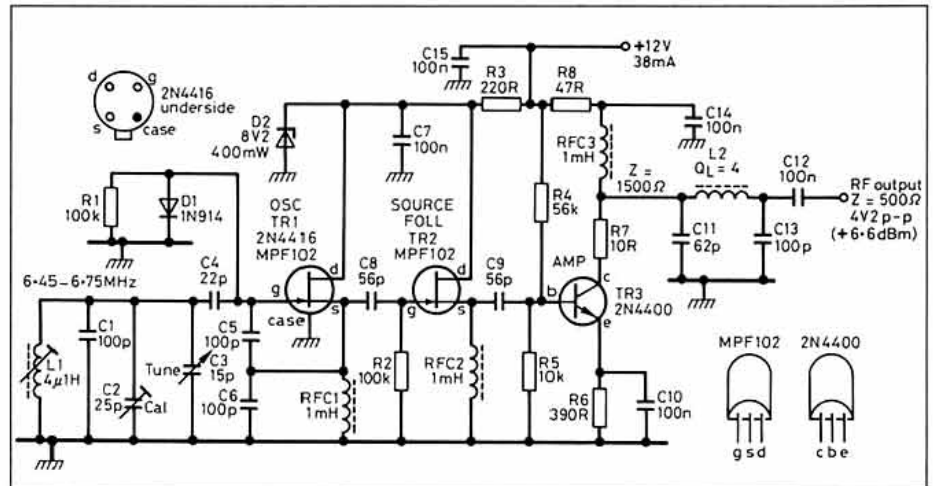 +12V
38mA
C15
100n
R3
220R
R8
47R
d
g
s
case
2N4416
underside
D2
8V2
400mW
C7
100n
C14
100n
RFC3
1mH
L2
QL=4
C12
100n
Z =
1500Ω
RF output
Z = 500Ω
4V2 p-p
(+6·6dBm)
R1
100k
D1
1N914
OSC
TR1
2N4416
MPF102
SOURCE
FOLL
TR2
MPF102
R4
56k
R7
10R
C11
62p
C13
100p
AMP
6·45–6·75MHz
C4
22p
d
g
s
case
C8
56p
d
g
s
C9
56p
b
c
e
TR3
2N4400
C1
100p
C5
100p
Tune
C3
15p
L1
4µ1H
C2
25p
Cal
C6
100p
RFC1
1mH
R2
100k
RFC2
1mH
R5
10k
R6
390R
C10
100n
MPF102
g s d
2N4400
c b e